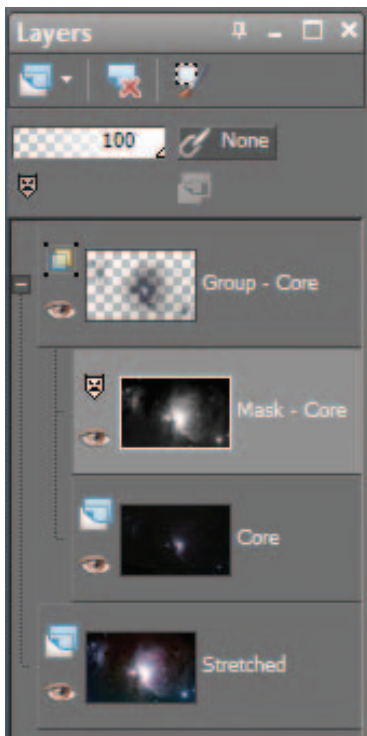 Layers
100
None
Group - Core
Mask - Core
Core
Stretched